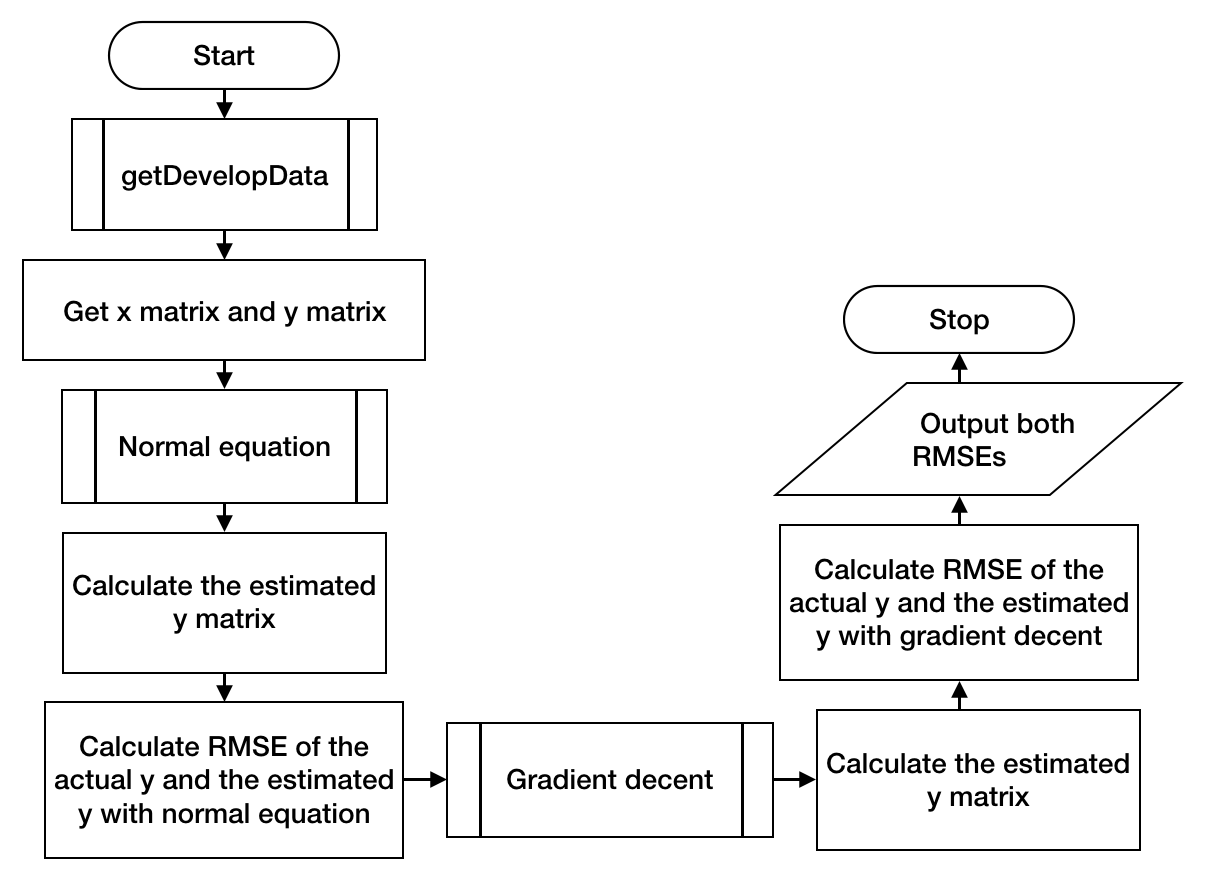 Start
getDevelopData
Get x matrix and y matrix
Normal equation
Calculate the estimated
y matrix
Calculate RMSE of the
actual y and the estimated
y with normal equation
Gradient decent
Calculate the estimated
y matrix
Calculate RMSE of the
actual y and the estimated
y with gradient decent
Output both
RMSEs
Stop